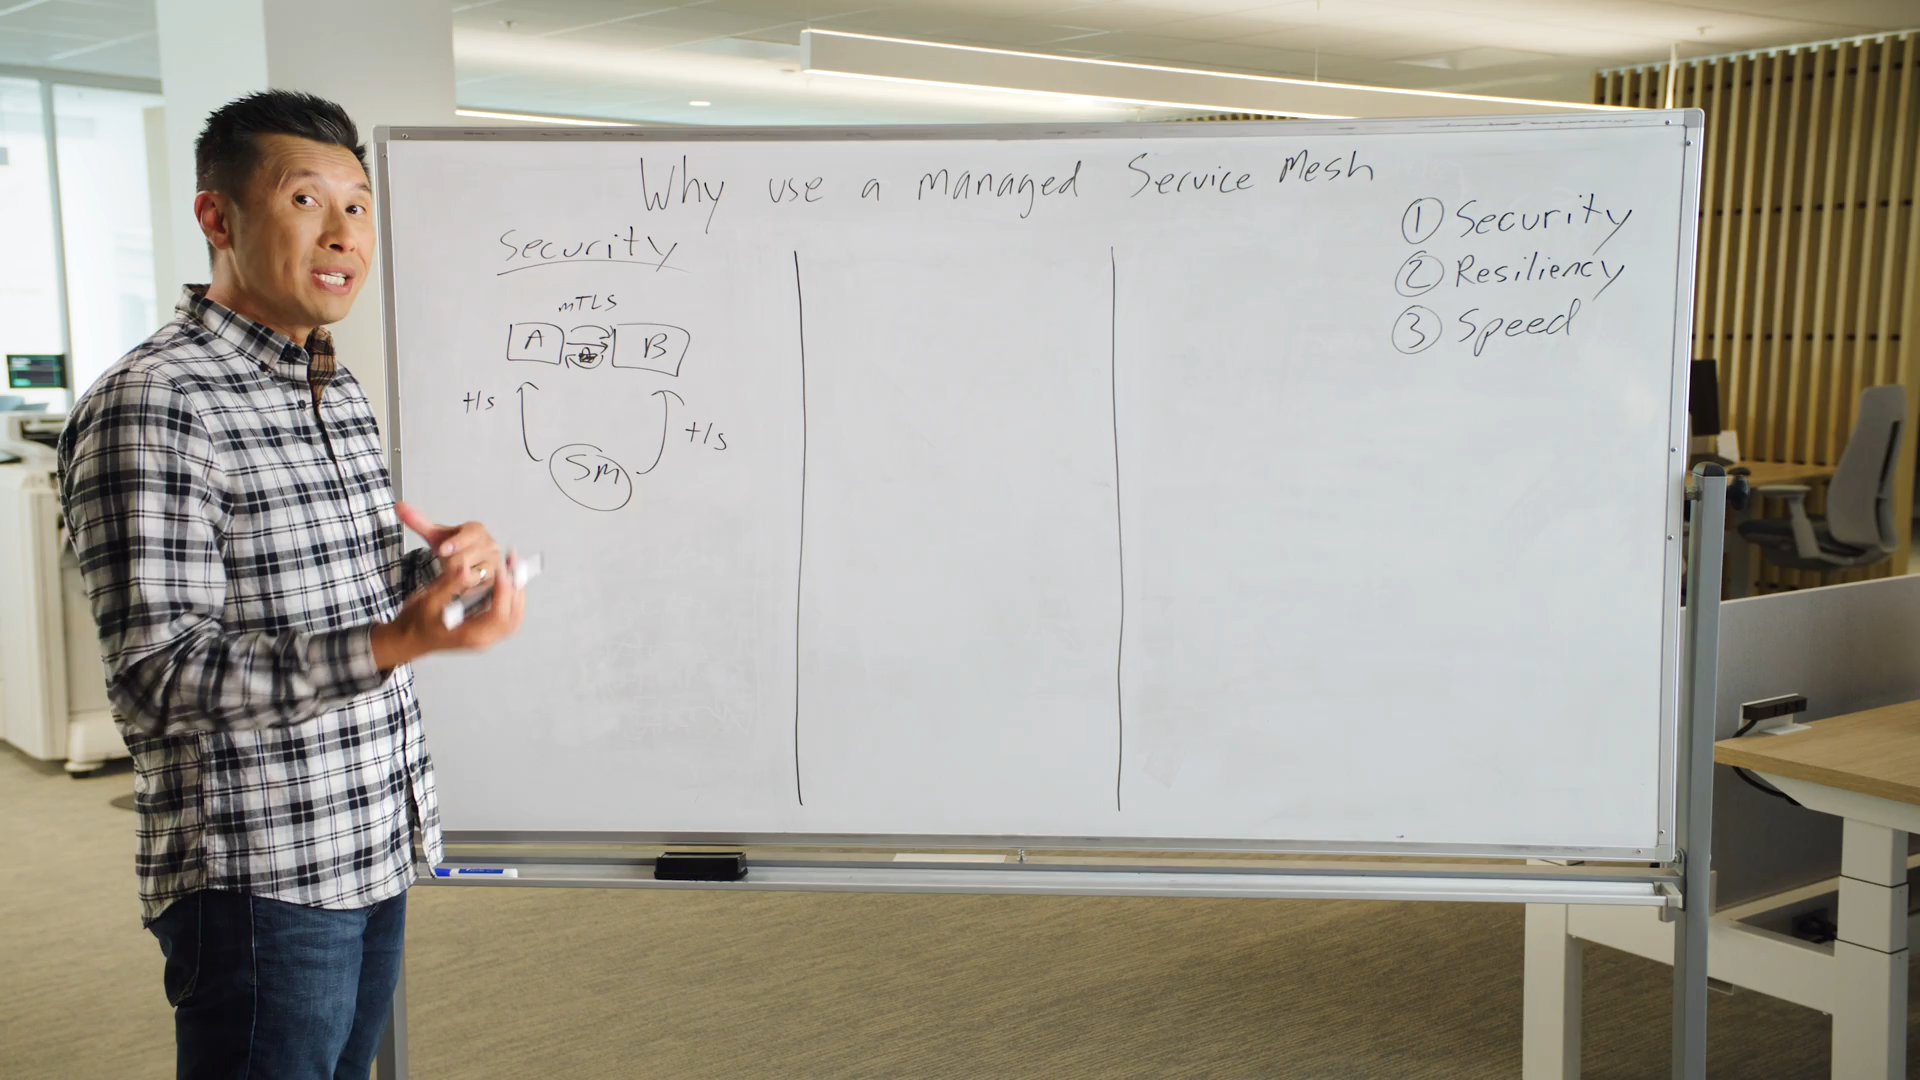 Why use a managed Service Mesh
① Security
② Resiliency
③ Speed
Security
mTLS
A B
tls
tls
SM